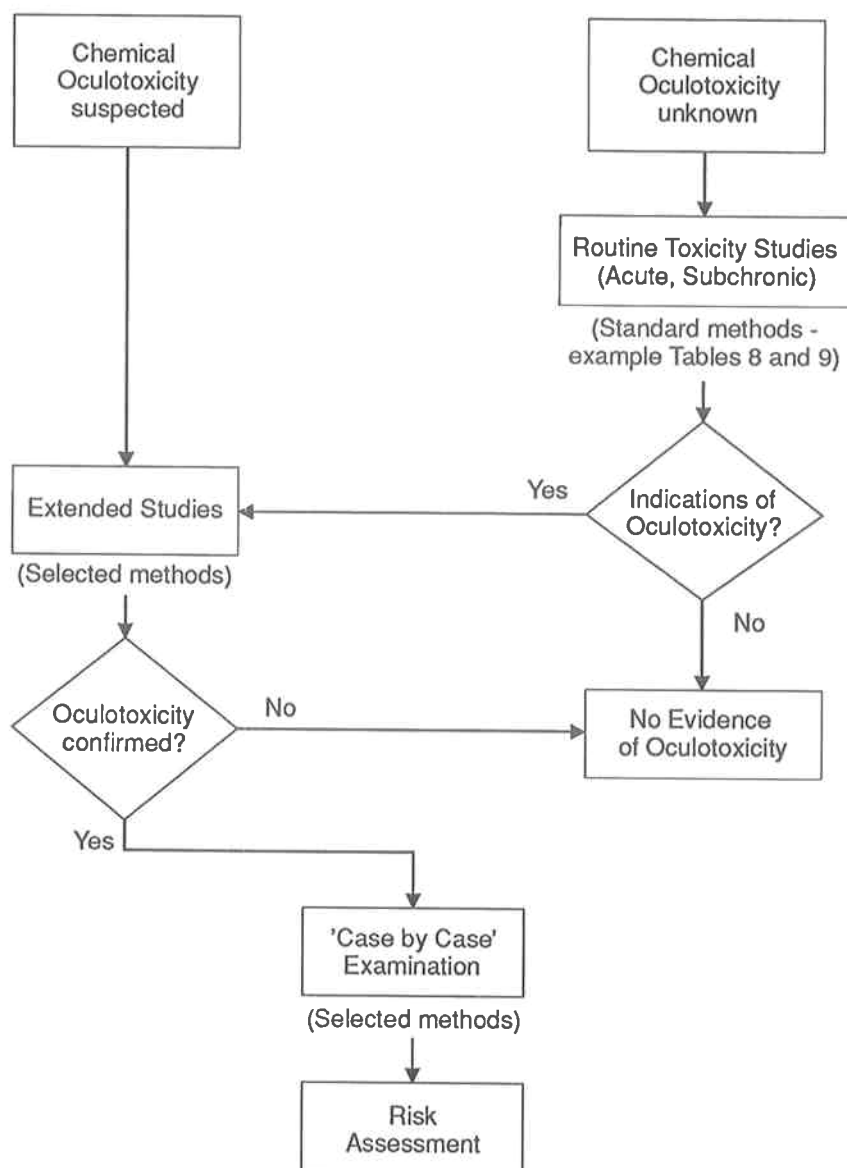 Chemical
Oculotoxicity
suspected
Chemical
Oculotoxicity
unknown
Routine Toxicity Studies
(Acute, Subchronic)
(Standard methods -
example Tables 8 and 9)
Yes
Indications of
Oculotoxicity?
Extended Studies
(Selected methods)
No
Oculotoxicity
confirmed?
No
No Evidence
of Oculotoxicity
Yes
'Case by Case'
Examination
(Selected methods)
Risk
Assessment